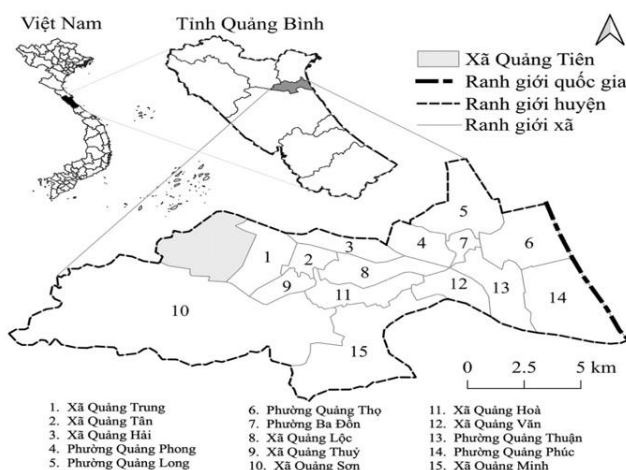 Việt Nam
Tỉnh Quảng Bình
Xã Quảng Tiên
Ranh giới quốc gia
Ranh giới huyện
Ranh giới xã
5
4
7
6
3
1
2
8
9
12
13
11
14
10
15
0 2.5 5 km
1. Xã Quảng Trung
2. Xã Quảng Tân
3. Xã Quảng Hải
4. Phường Quảng Phong
5. Phường Quảng Long
6. Phường Quảng Thọ
7. Phường Ba Đồn
8. Xã Quảng Lộc
9. Xã Quảng Thuỷ
10. Xã Quảng Sơn
11. Xã Quảng Hoà
12. Xã Quảng Văn
13. Phường Quảng Thuận
14. Phường Quảng Phúc
15. Xã Quảng Minh